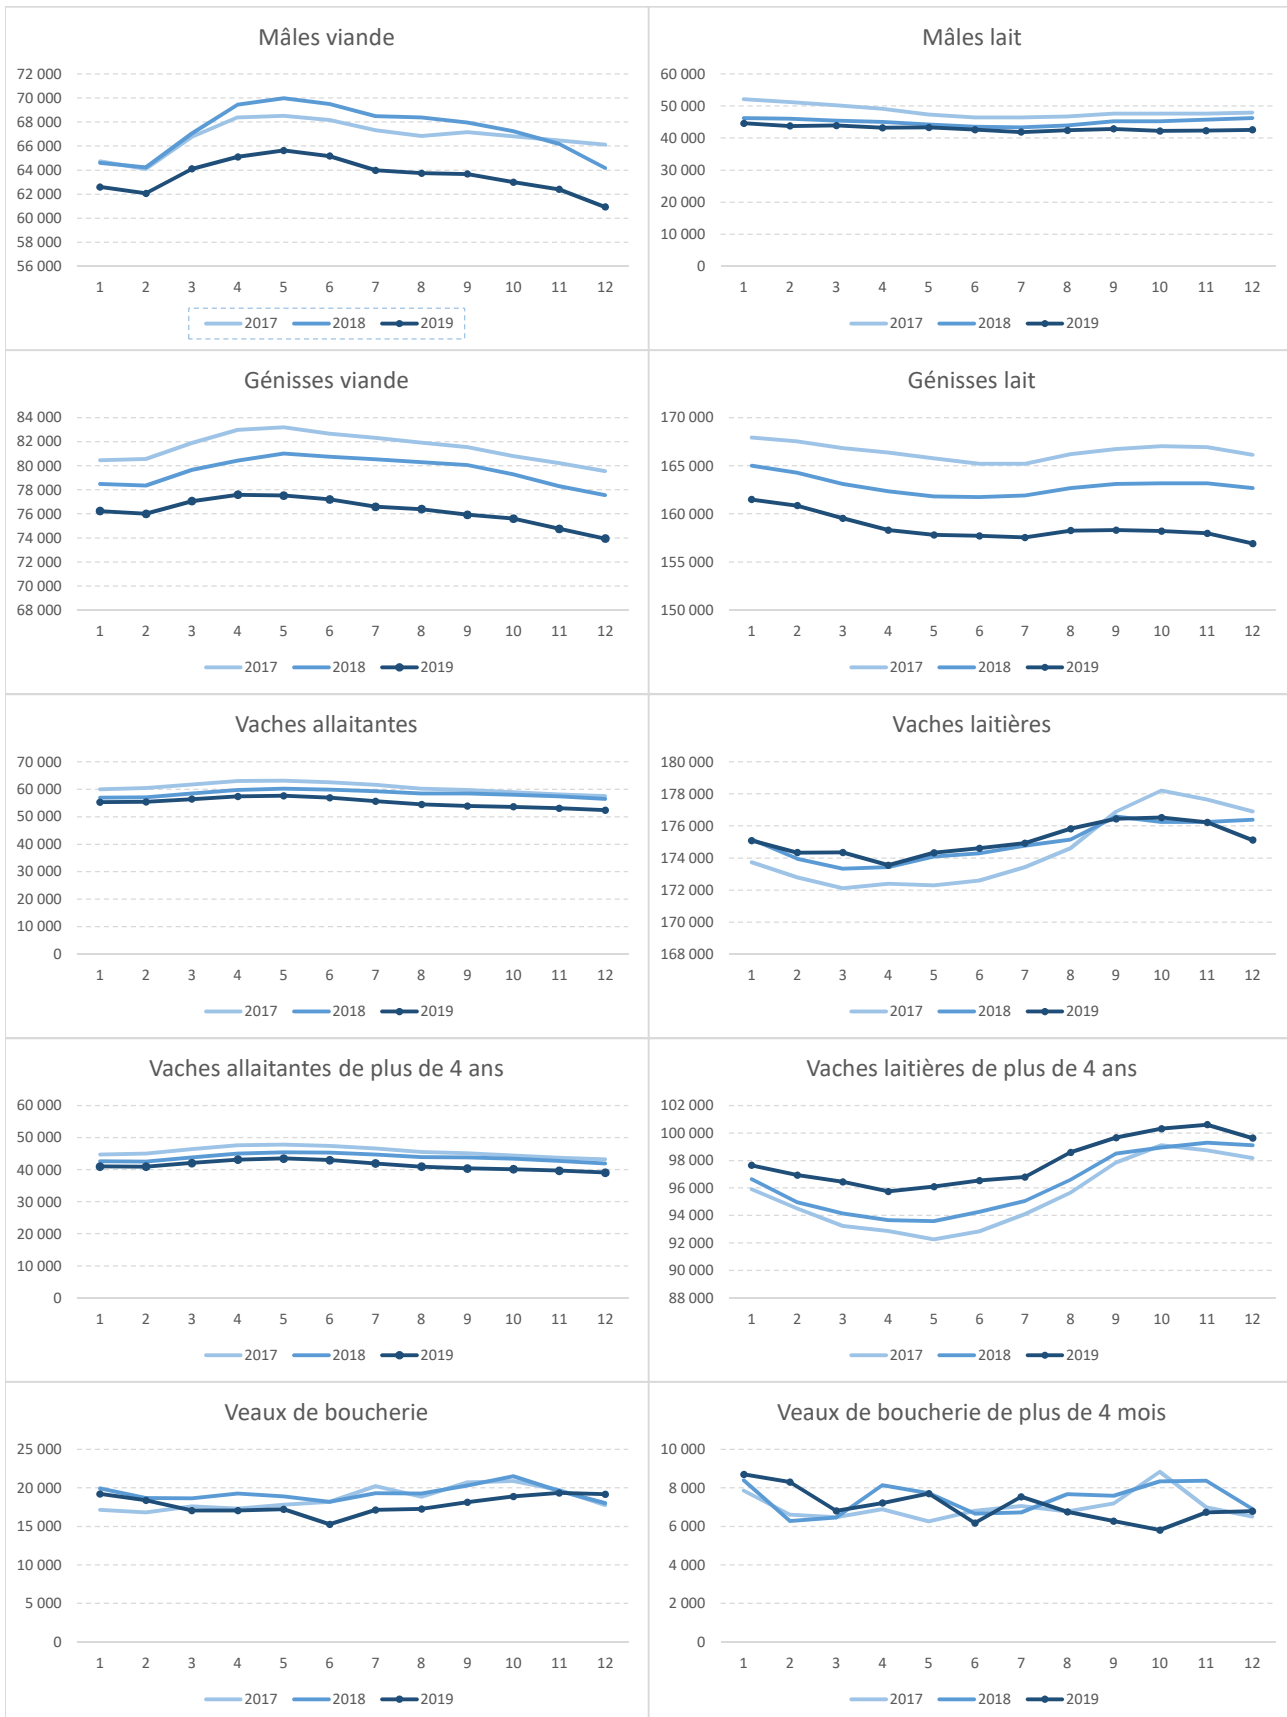 Mâles viande
72 000
70 000
68 000
66 000
64 000
62 000
60 000
58 000
56 000
1 2 3 4 5 6 7 8 9 10 11 12
2017 2018 2019
Mâles lait
60 000
50 000
40 000
30 000
20 000
10 000
0
1 2 3 4 5 6 7 8 9 10 11 12
2017 2018 2019
Génisses viande
84 000
82 000
80 000
78 000
76 000
74 000
72 000
70 000
68 000
1 2 3 4 5 6 7 8 9 10 11 12
2017 2018 2019
Génisses lait
170 000
165 000
160 000
155 000
150 000
1 2 3 4 5 6 7 8 9 10 11 12
2017 2018 2019
Vaches allaitantes
70 000
60 000
50 000
40 000
30 000
20 000
10 000
0
1 2 3 4 5 6 7 8 9 10 11 12
2017 2018 2019
Vaches laitières
180 000
178 000
176 000
174 000
172 000
170 000
168 000
1 2 3 4 5 6 7 8 9 10 11 12
2017 2018 2019
Vaches allaitantes de plus de 4 ans
60 000
50 000
40 000
30 000
20 000
10 000
0
1 2 3 4 5 6 7 8 9 10 11 12
2017 2018 2019
Vaches laitières de plus de 4 ans
102 000
100 000
98 000
96 000
94 000
92 000
90 000
88 000
1 2 3 4 5 6 7 8 9 10 11 12
2017 2018 2019
Veaux de boucherie
25 000
20 000
15 000
10 000
5 000
0
1 2 3 4 5 6 7 8 9 10 11 12
2017 2018 2019
Veaux de boucherie de plus de 4 mois
10 000
8 000
6 000
4 000
2 000
0
1 2 3 4 5 6 7 8 9 10 11 12
2017 2018 2019